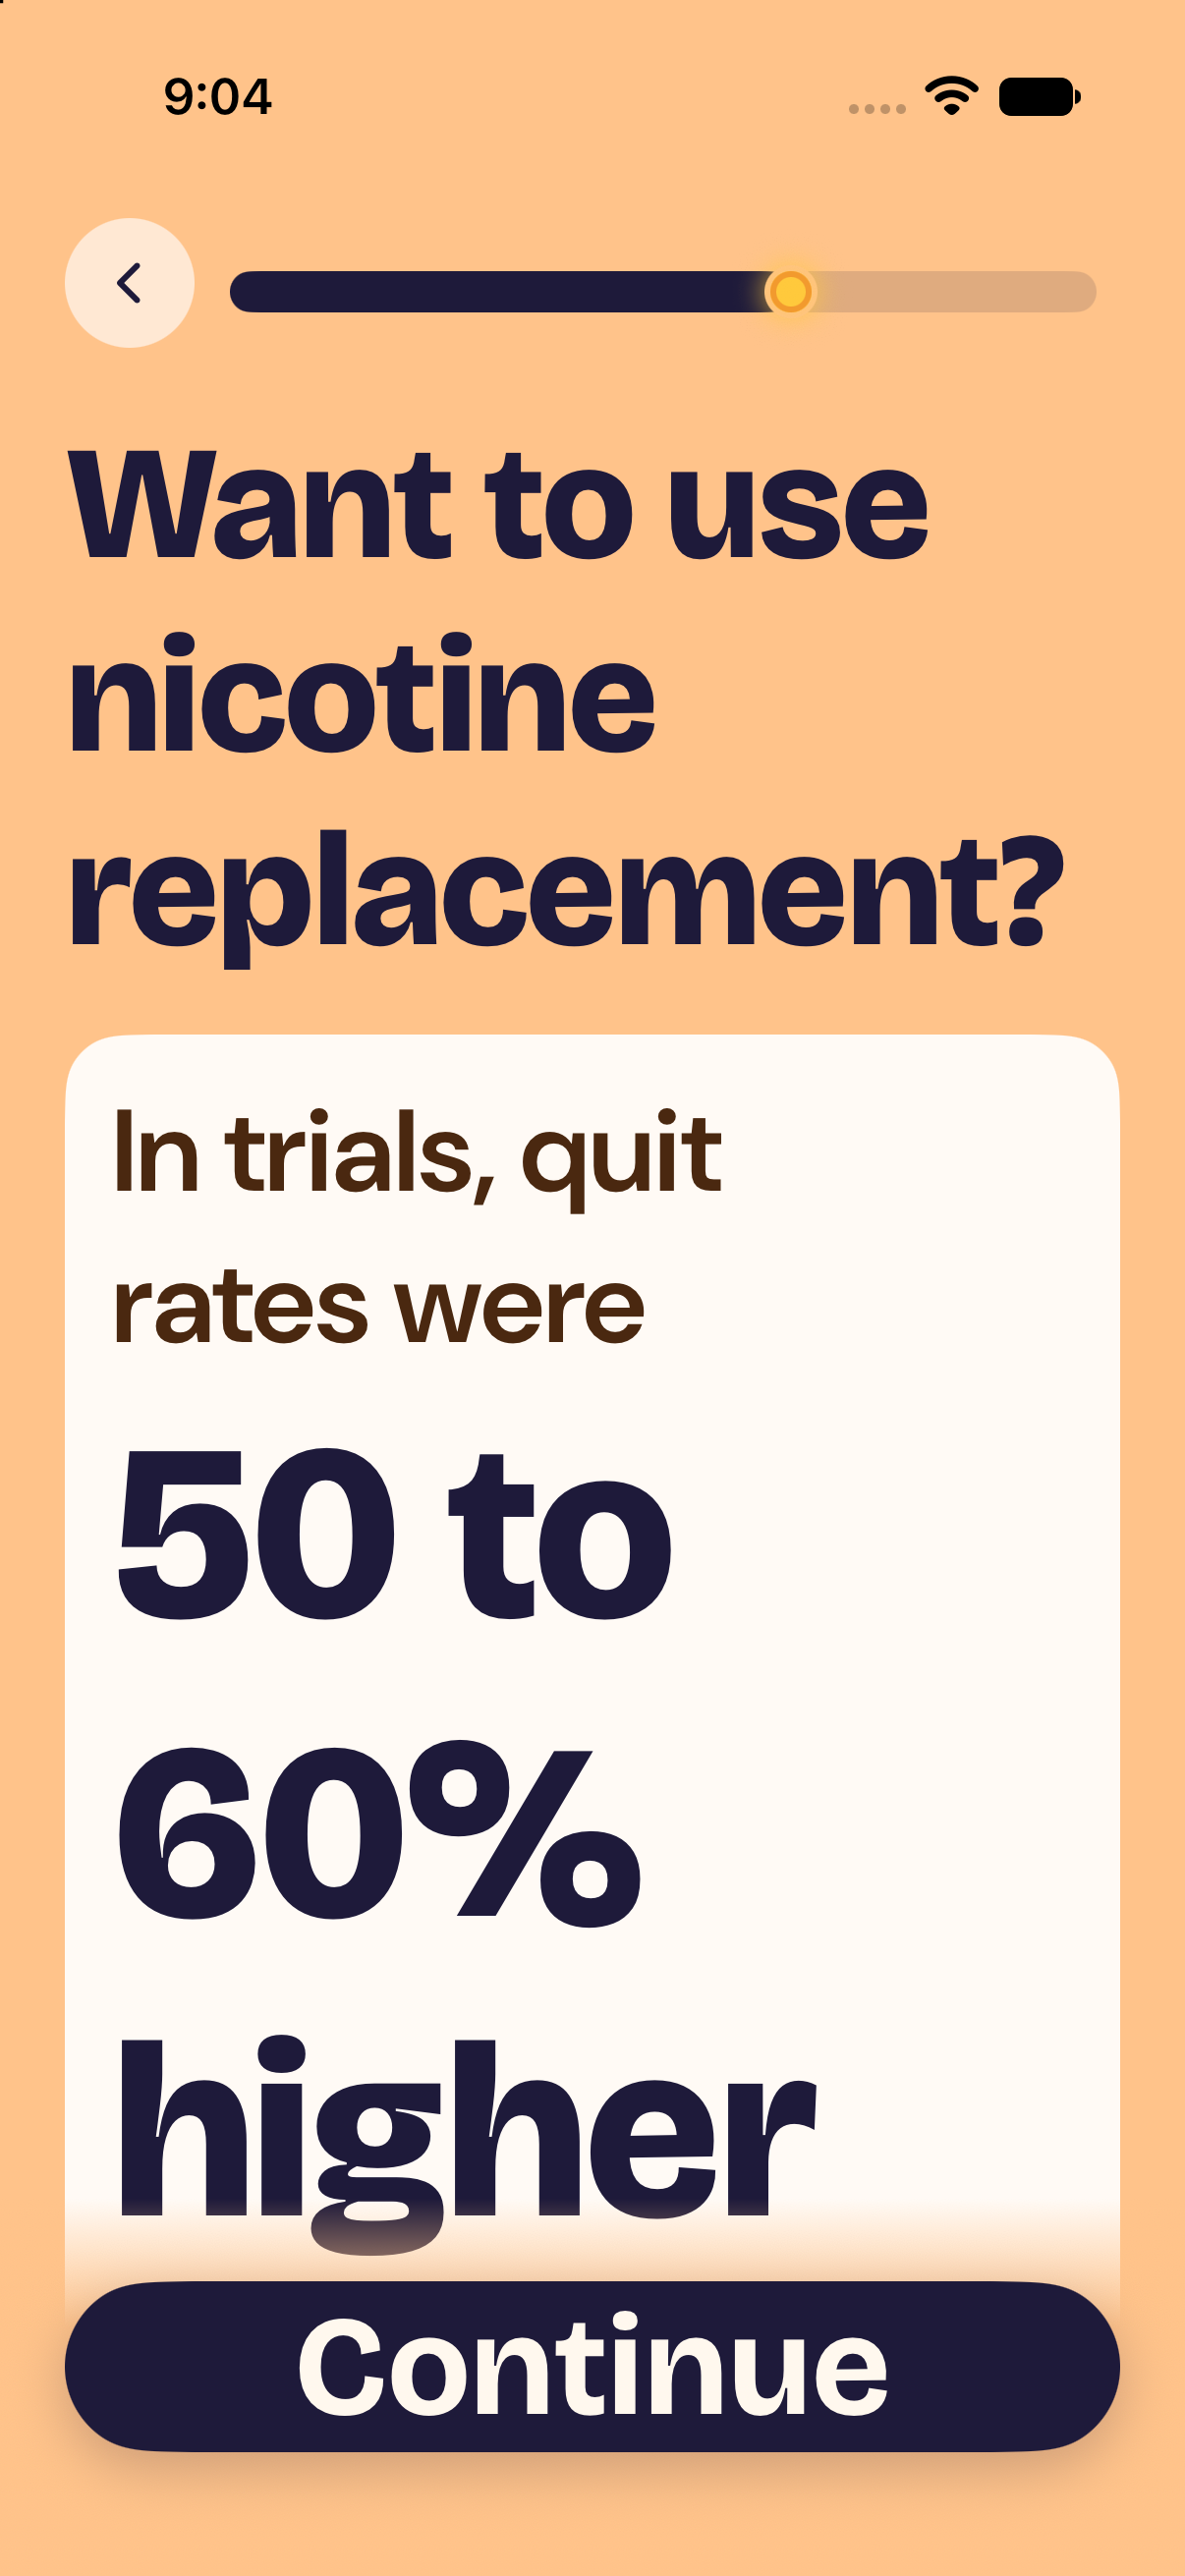 9:04
Want to use
nicotine
replacement?
In trials, quit
rates were
50 to
60%
higher
Continue